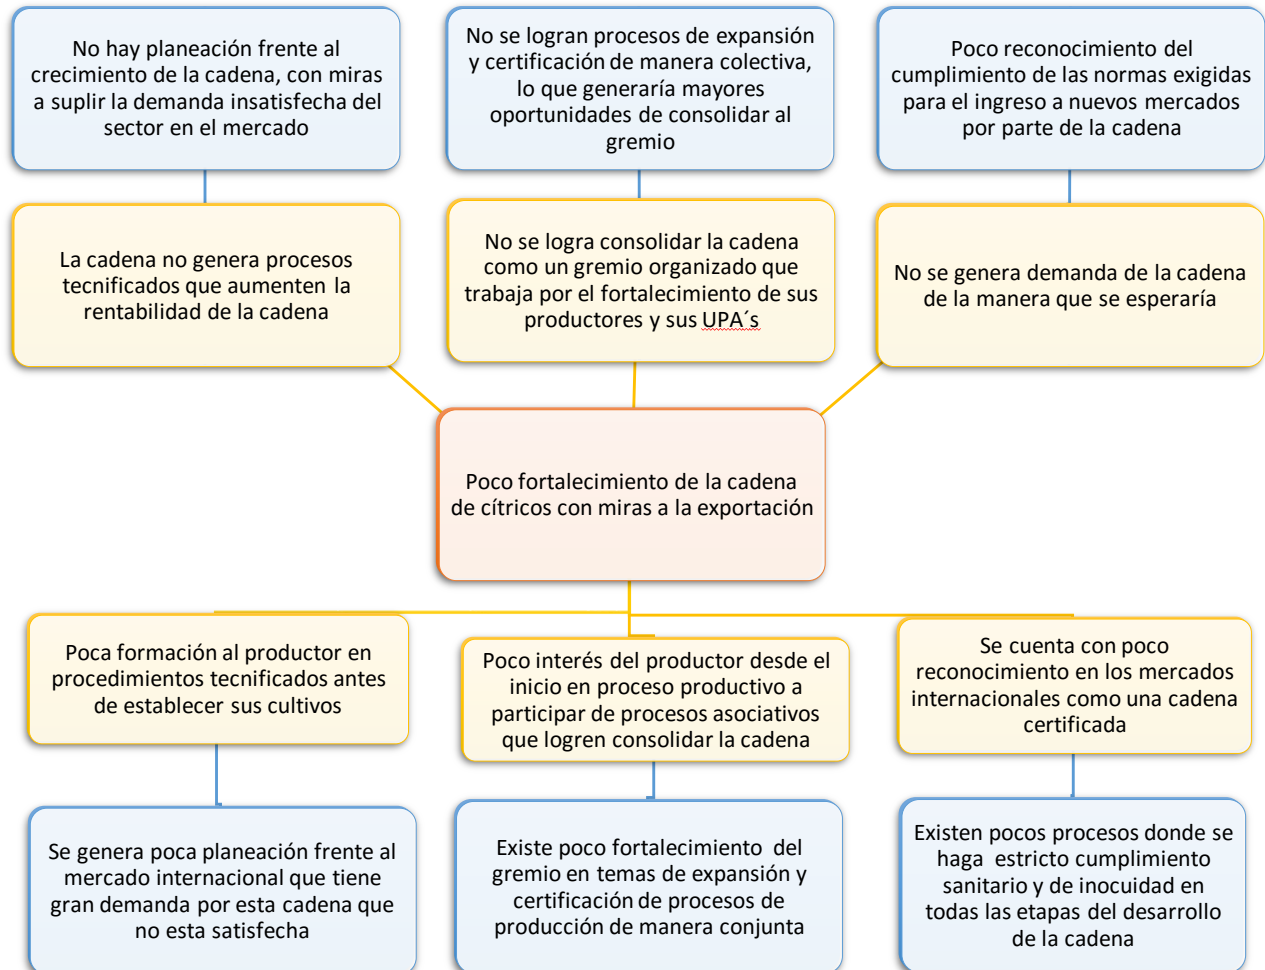 No hay planeación frente al
crecimiento de la cadena, con miras
a suplir la demanda insatisfecha del
sector en el mercado
No se logran procesos de expansión
y certificación de manera colectiva,
lo que generaría mayores
oportunidades de consolidar al
gremio
Poco reconocimiento del
cumplimiento de las normas exigidas
para el ingreso a nuevos mercados
por parte de la cadena
La cadena no genera procesos
tecnificados que aumenten la
rentabilidad de la cadena
No se logra consolidar la cadena
como un gremio organizado que
trabaja por el fortalecimiento de sus
productores y sus UPA´s
No se genera demanda de la cadena
de la manera que se esperaría
Poco fortalecimiento de la cadena
de cítricos con miras a la exportación
Poca formación al productor en
procedimientos tecnificados antes
de establecer sus cultivos
Poco interés del productor desde el
inicio en proceso productivo a
participar de procesos asociativos
que logren consolidar la cadena
Se cuenta con poco
reconocimiento en los mercados
internacionales como una cadena
certificada
Se genera poca planeación frente al
mercado internacional que tiene
gran demanda por esta cadena que
no esta satisfecha
Existe poco fortalecimiento del
gremio en temas de expansión y
certificación de procesos de
producción de manera conjunta
Existen pocos procesos donde se
haga estricto cumplimiento
sanitario y de inocuidad en
todas las etapas del desarrollo
de la cadena